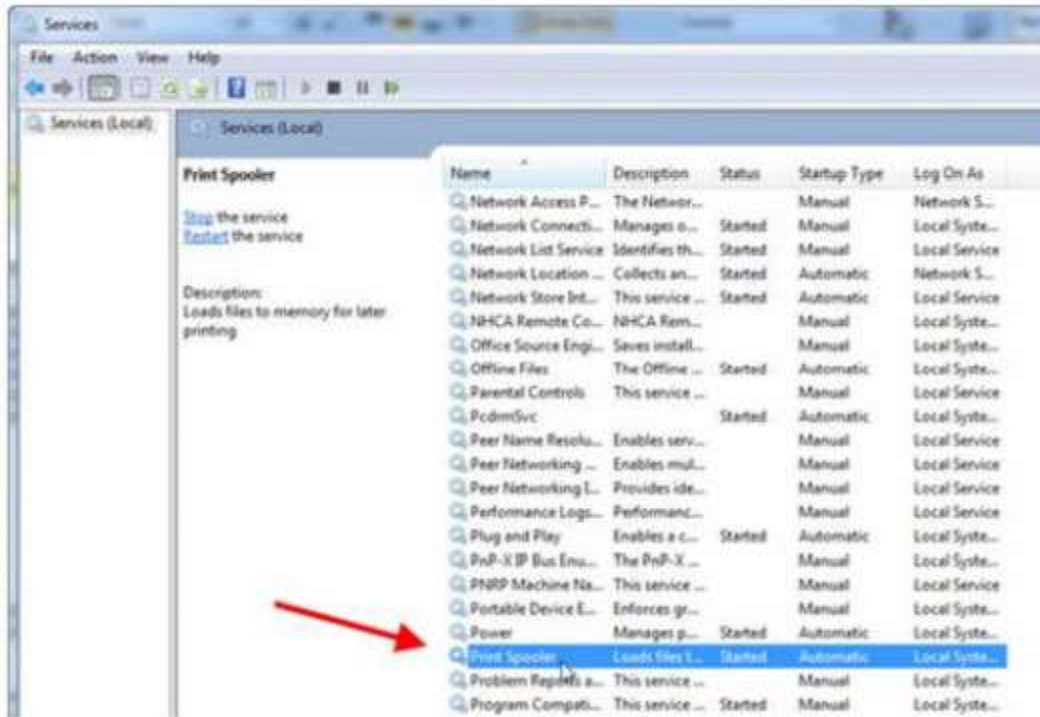 Services
File Action View Help
Services (Local)
Services (Local)
Print Spooler
Stop the service
Restart the service
Description:
Loads files to memory for later
printing
Name Description Status Startup Type Log On As
Network Access P... The Networ... Manual Network S...
Network Connecti... Manages o... Started Manual Local Syste...
Network List Service Identifies th... Started Manual Local Service
Network Location ... Collects an... Started Automatic Network S...
Network Store Int... This service ... Started Automatic Local Service
NHCA Remote Co... NHCA Rem... Manual Local Syste...
Office Source Engi... Saves install... Manual Local Syste...
Offline Files The Offline ... Started Automatic Local Syste...
Parental Controls This service ... Manual Local Service
PcdrmSvc Started Automatic Local Syste...
Peer Name Resolu... Enables serv... Manual Local Service
Peer Networking ... Enables mul... Manual Local Service
Peer Networking I... Provides ide... Manual Local Service
Performance Logs... Performanc... Manual Local Service
Plug and Play Enables a c... Started Automatic Local Syste...
PnP-X IP Bus Enu... The PnP-X ... Manual Local Syste...
PNRP Machine Na... This service ... Manual Local Service
Portable Device E... Enforces gr... Manual Local Syste...
Power Manages p... Started Automatic Local Syste...
Print Spooler Loads files t... Started Automatic Local Syste...
Problem Reports a... This service ... Manual Local Syste...
Program Compati... This service ... Started Manual Local Syste...